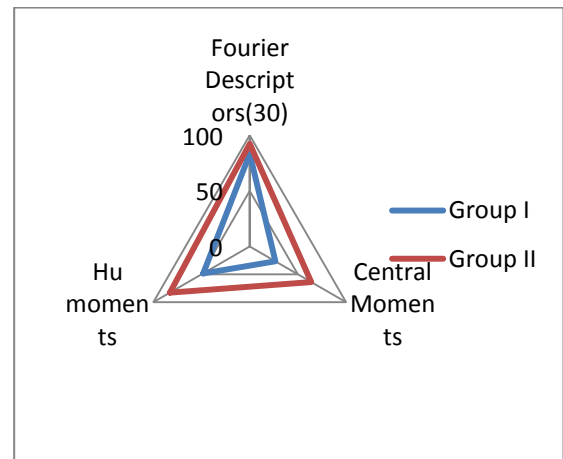 Fourier
Descript
ors(30)
100
50
0
Group I
Group II
Hu
momen
ts
Central
Momen
ts